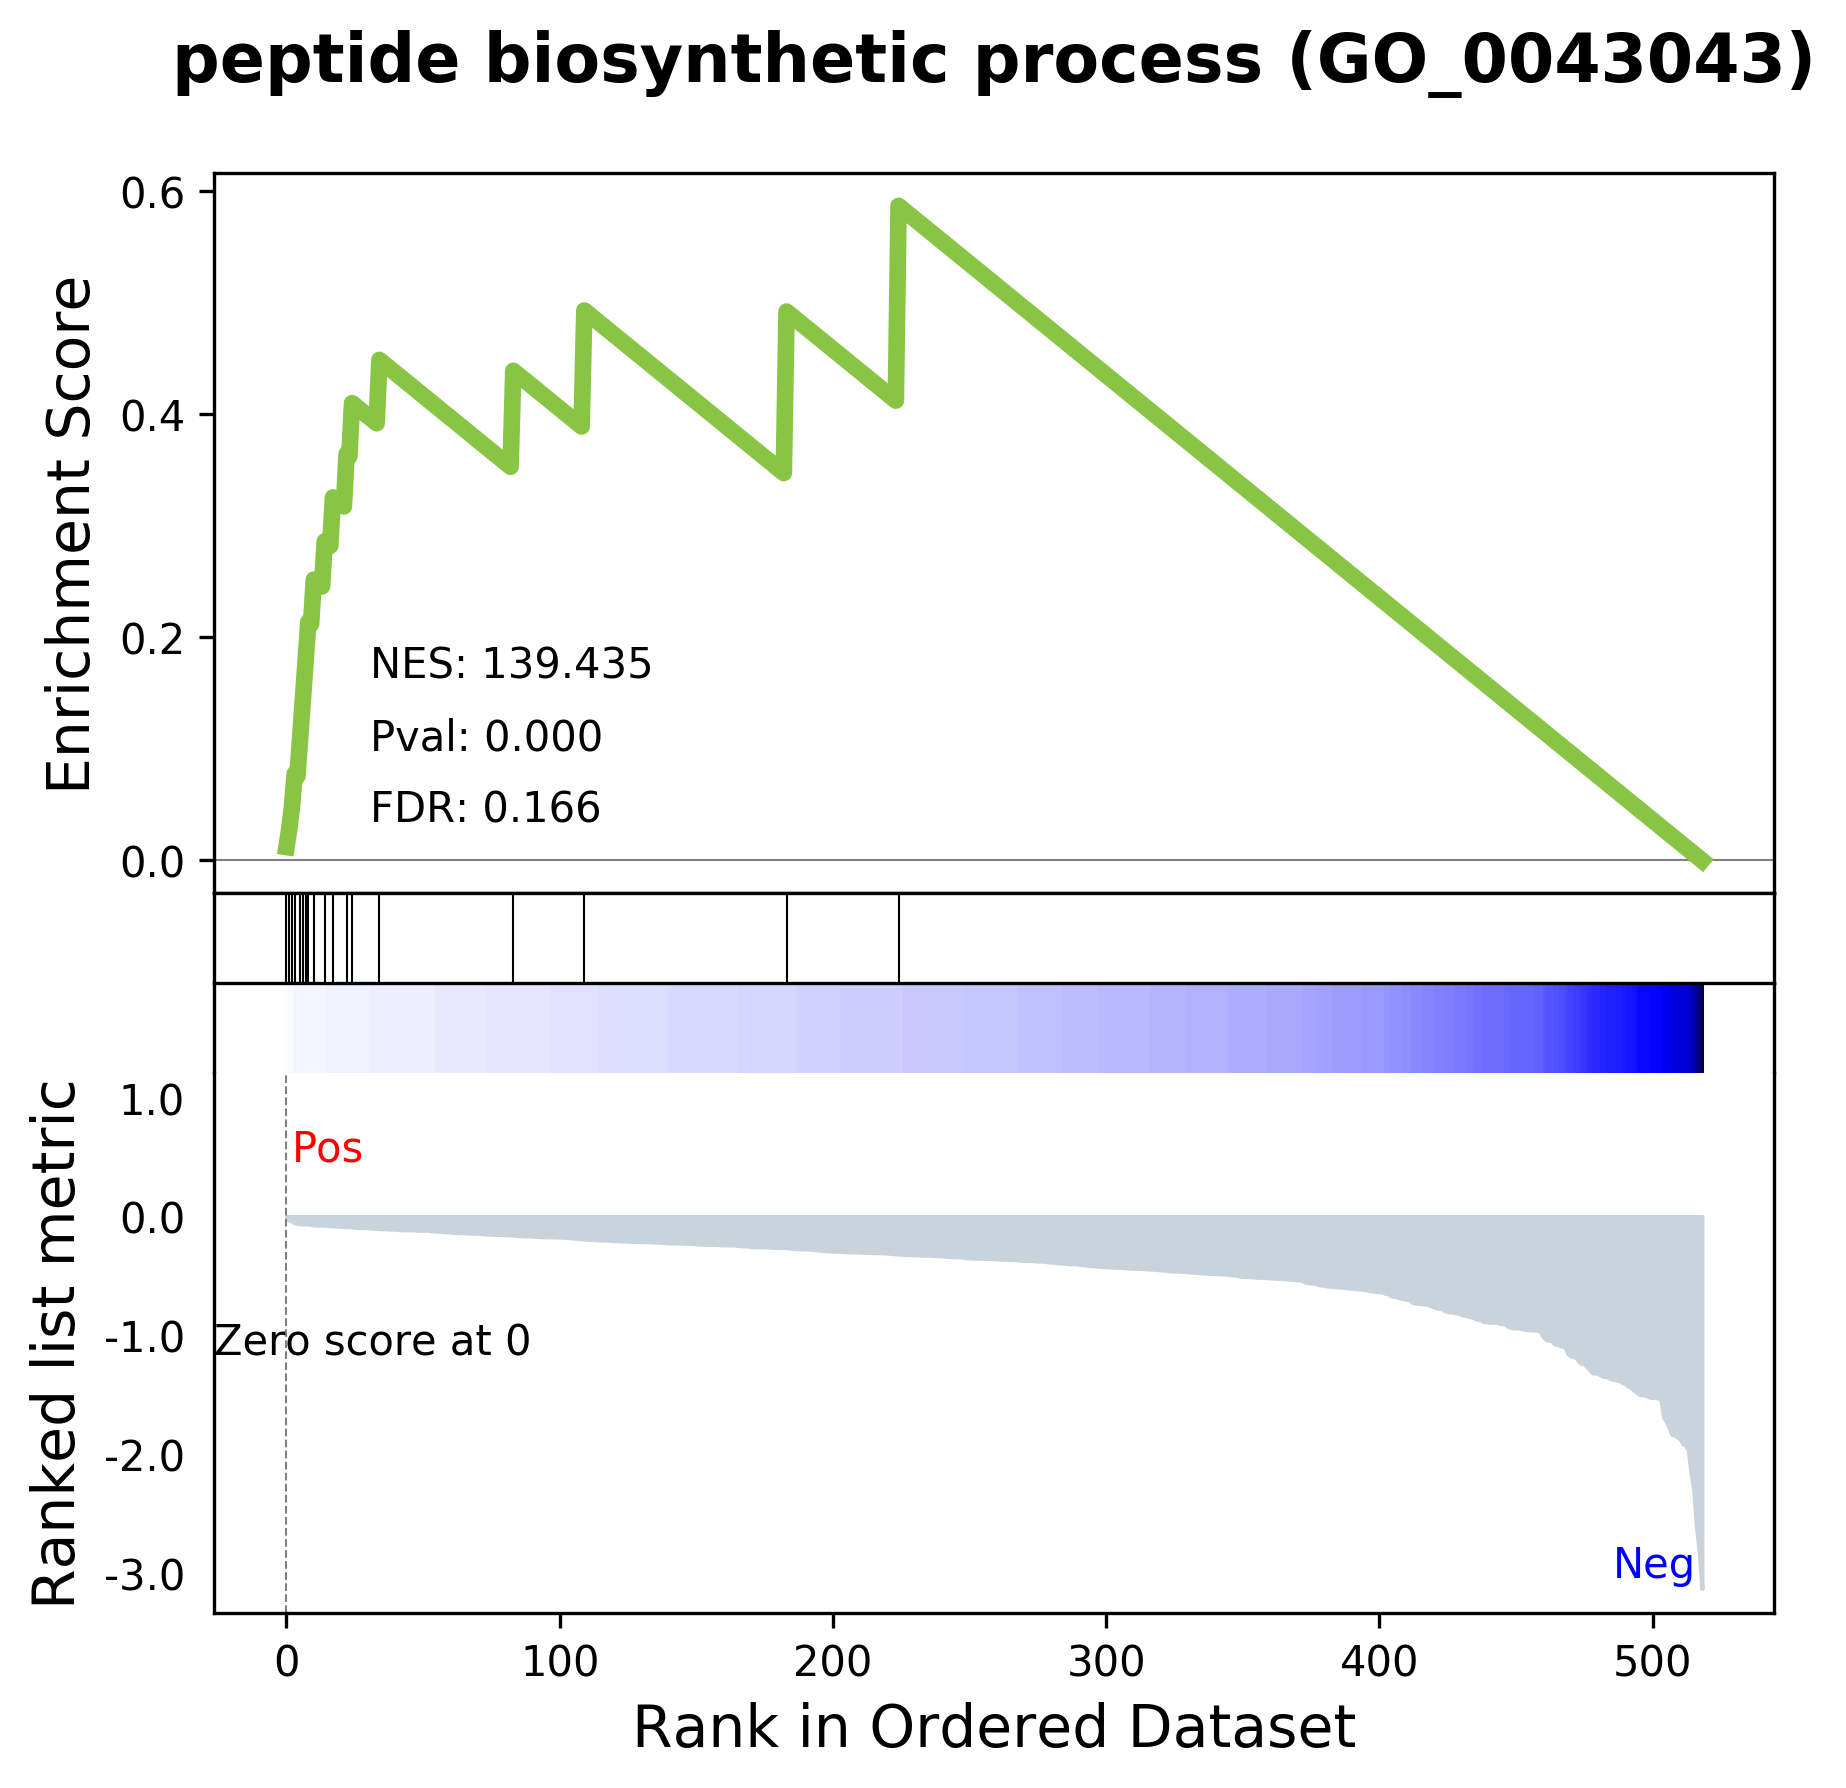 peptide biosynthetic process (GO_0043043)
Enrichment Score
0.6
0.4
0.2
0.0
NES: 139.435
Pval: 0.000
FDR: 0.166
Ranked list metric
1.0
0.0
-1.0
-2.0
-3.0
Pos
Zero score at 0
Neg
0 100 200 300 400 500
Rank in Ordered Dataset